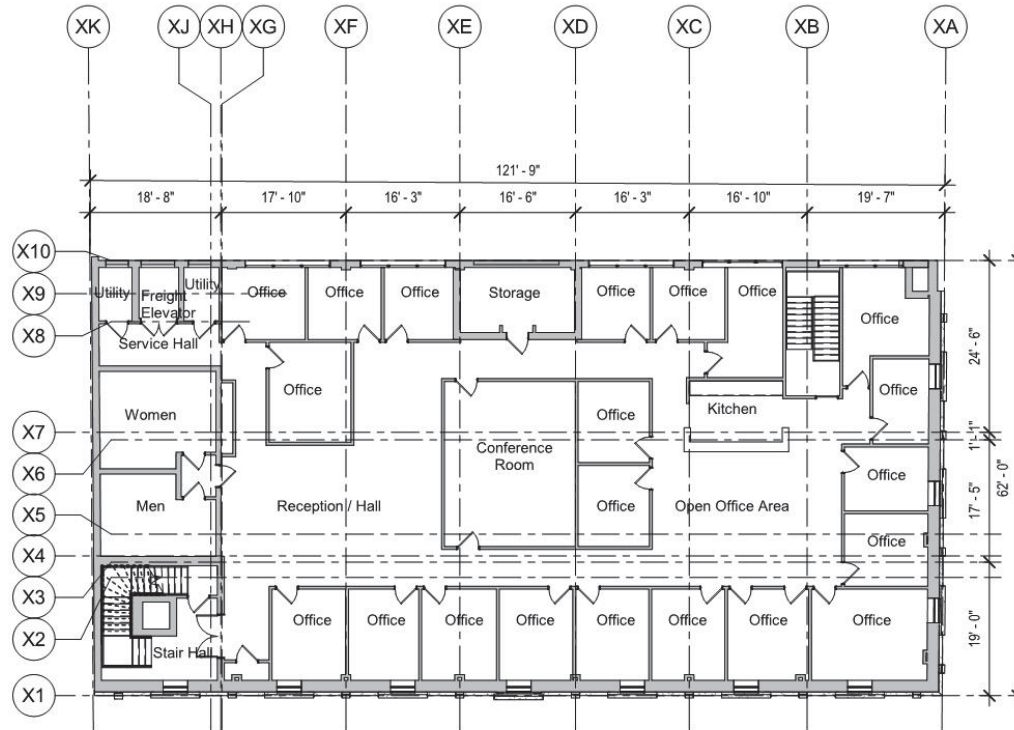 XK XJ XH XG XF XE XD XC XB XA
121' - 9"
18' - 8" 17' - 10" 16' - 3" 16' - 6" 16' - 3" 16' - 10" 19' - 7"
X10
X9
X8
X7
X6
X5
X4
X3
X2
X1
24' - 6"
1' - 1"
17' - 5"
62' - 0"
19' - 0"
Utility
Freight
Elevator
Utility
Office
Office
Office
Storage
Office
Office
Office
Office
Service Hall
Office
Office
Women
Office
Kitchen
Conference
Room
Office
Men
Reception / Hall
Office
Open Office Area
Office
Stair Hall
Office
Office
Office
Office
Office
Office
Office
Office